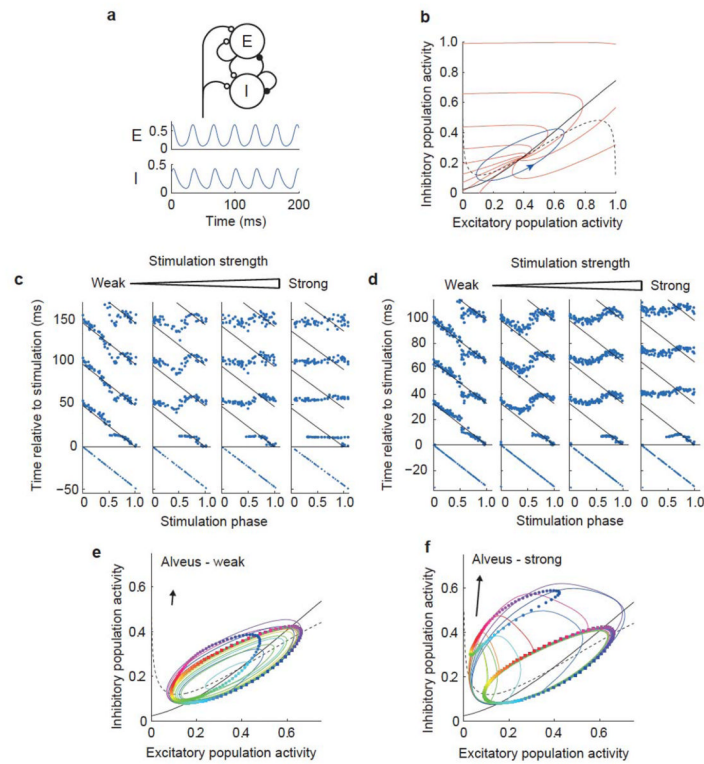 a
E
I
E
0.5
0
I
0.5
0
0
100
200
Time (ms)
b
Inhibitory population activity
1.0
0.8
0.6
0.4
0.2
0
0
0.2
0.4
0.6
0.8
1.0
Excitatory population activity
c
Stimulation strength
Weak
Strong
Time relative to stimulation (ms)
150
100
50
0
−50
0 0.5 1.0 0 0.5 1.0 0 0.5 1.0 0 0.5 1.0
Stimulation phase
d
Stimulation strength
Weak
Strong
Time relative to stimulation (ms)
100
80
60
40
20
0
−20
0 0.5 1.0 0 0.5 1.0 0 0.5 1.0 0 0.5 1.0
Stimulation phase
e
Alveus - weak
Inhibitory population activity
0.6
0.4
0.2
0
0 0.2 0.4 0.6
Excitatory population activity
f
Alveus - strong
Inhibitory population activity
0.6
0.4
0.2
0
0 0.2 0.4 0.6
Excitatory population activity